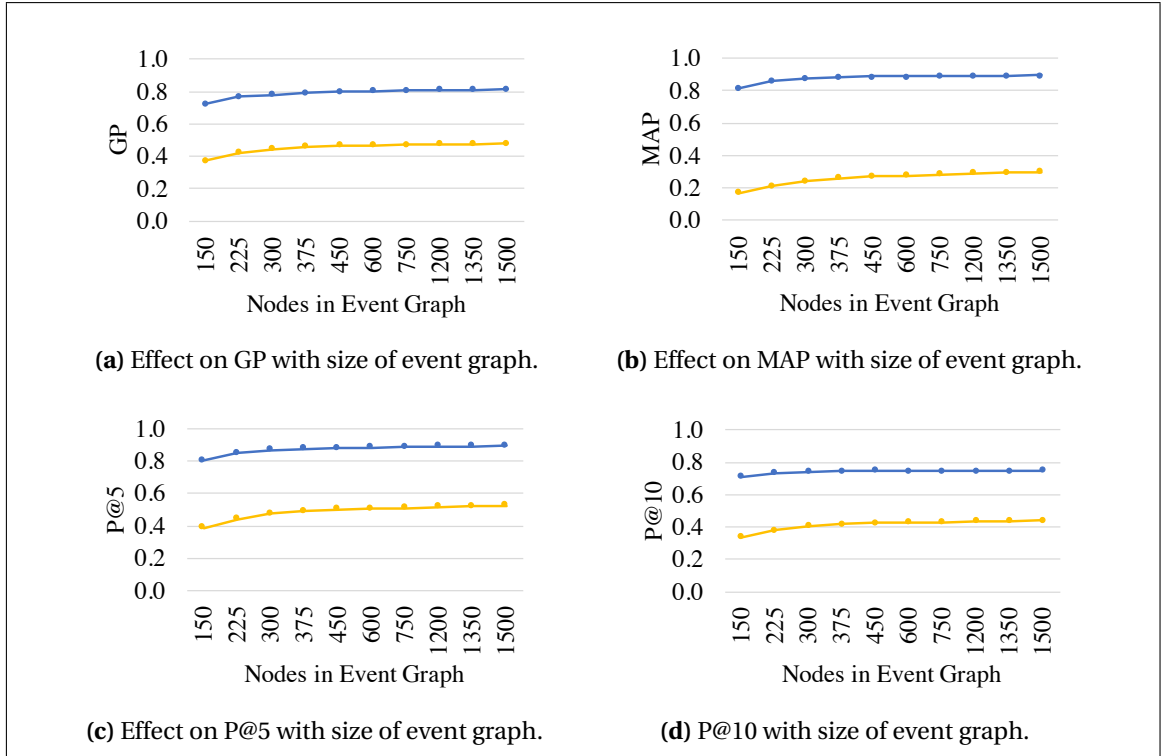 1.0
0.8
0.6
0.4
0.2
0.0
GP
150 225 300 375 450 600 750 1200 1350 1500
Nodes in Event Graph
(a) Effect on GP with size of event graph.
1.0
0.8
0.6
0.4
0.2
0.0
MAP
150 225 300 375 450 600 750 1200 1350 1500
Nodes in Event Graph
(b) Effect on MAP with size of event graph.
1.0
0.8
0.6
0.4
0.2
0.0
P@5
150 225 300 375 450 600 750 1200 1350 1500
Nodes in Event Graph
(c) Effect on P@5 with size of event graph.
1.0
0.8
0.6
0.4
0.2
0.0
P@10
150 225 300 375 450 600 750 1200 1350 1500
Nodes in Event Graph
(d) P@10 with size of event graph.